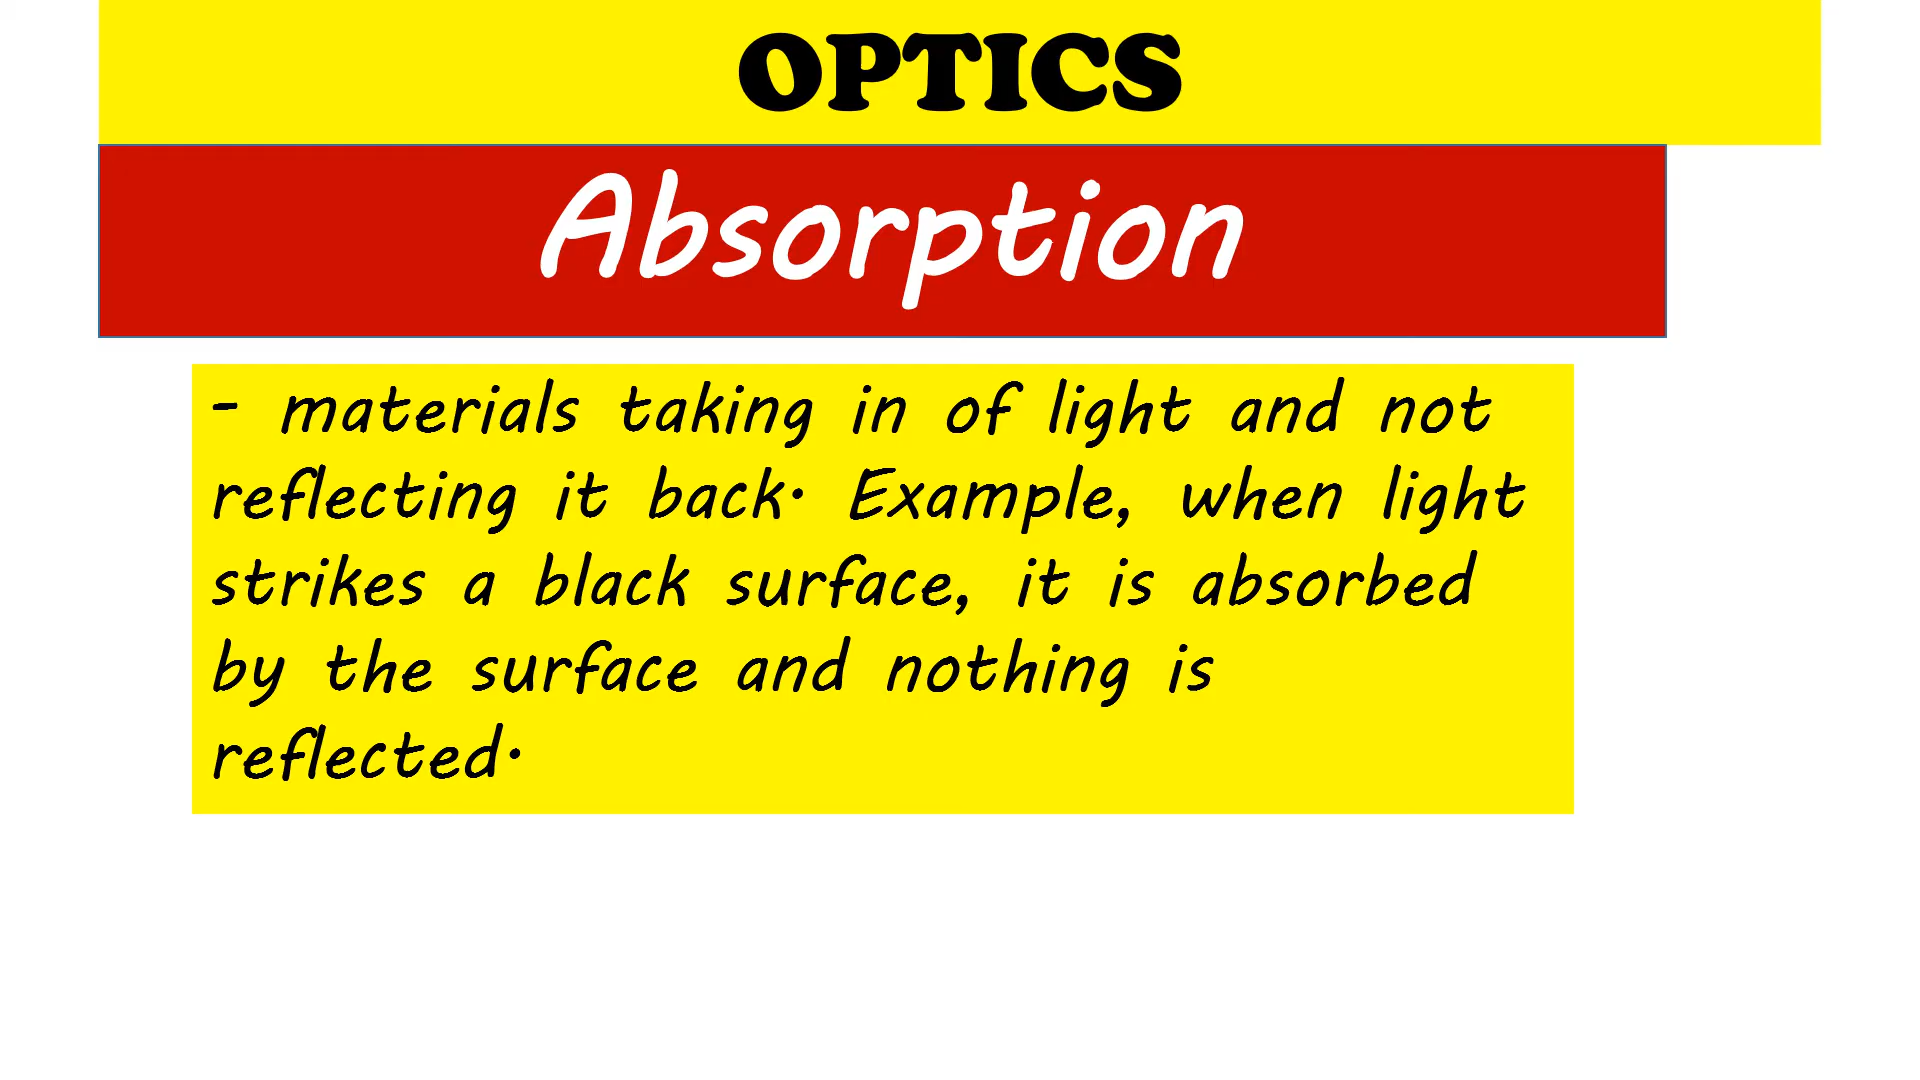 OPTICS
Absorption
- materials taking in of light and not
reflecting it back. Example, when light
strikes a black surface, it is absorbed
by the surface and nothing is
reflected.